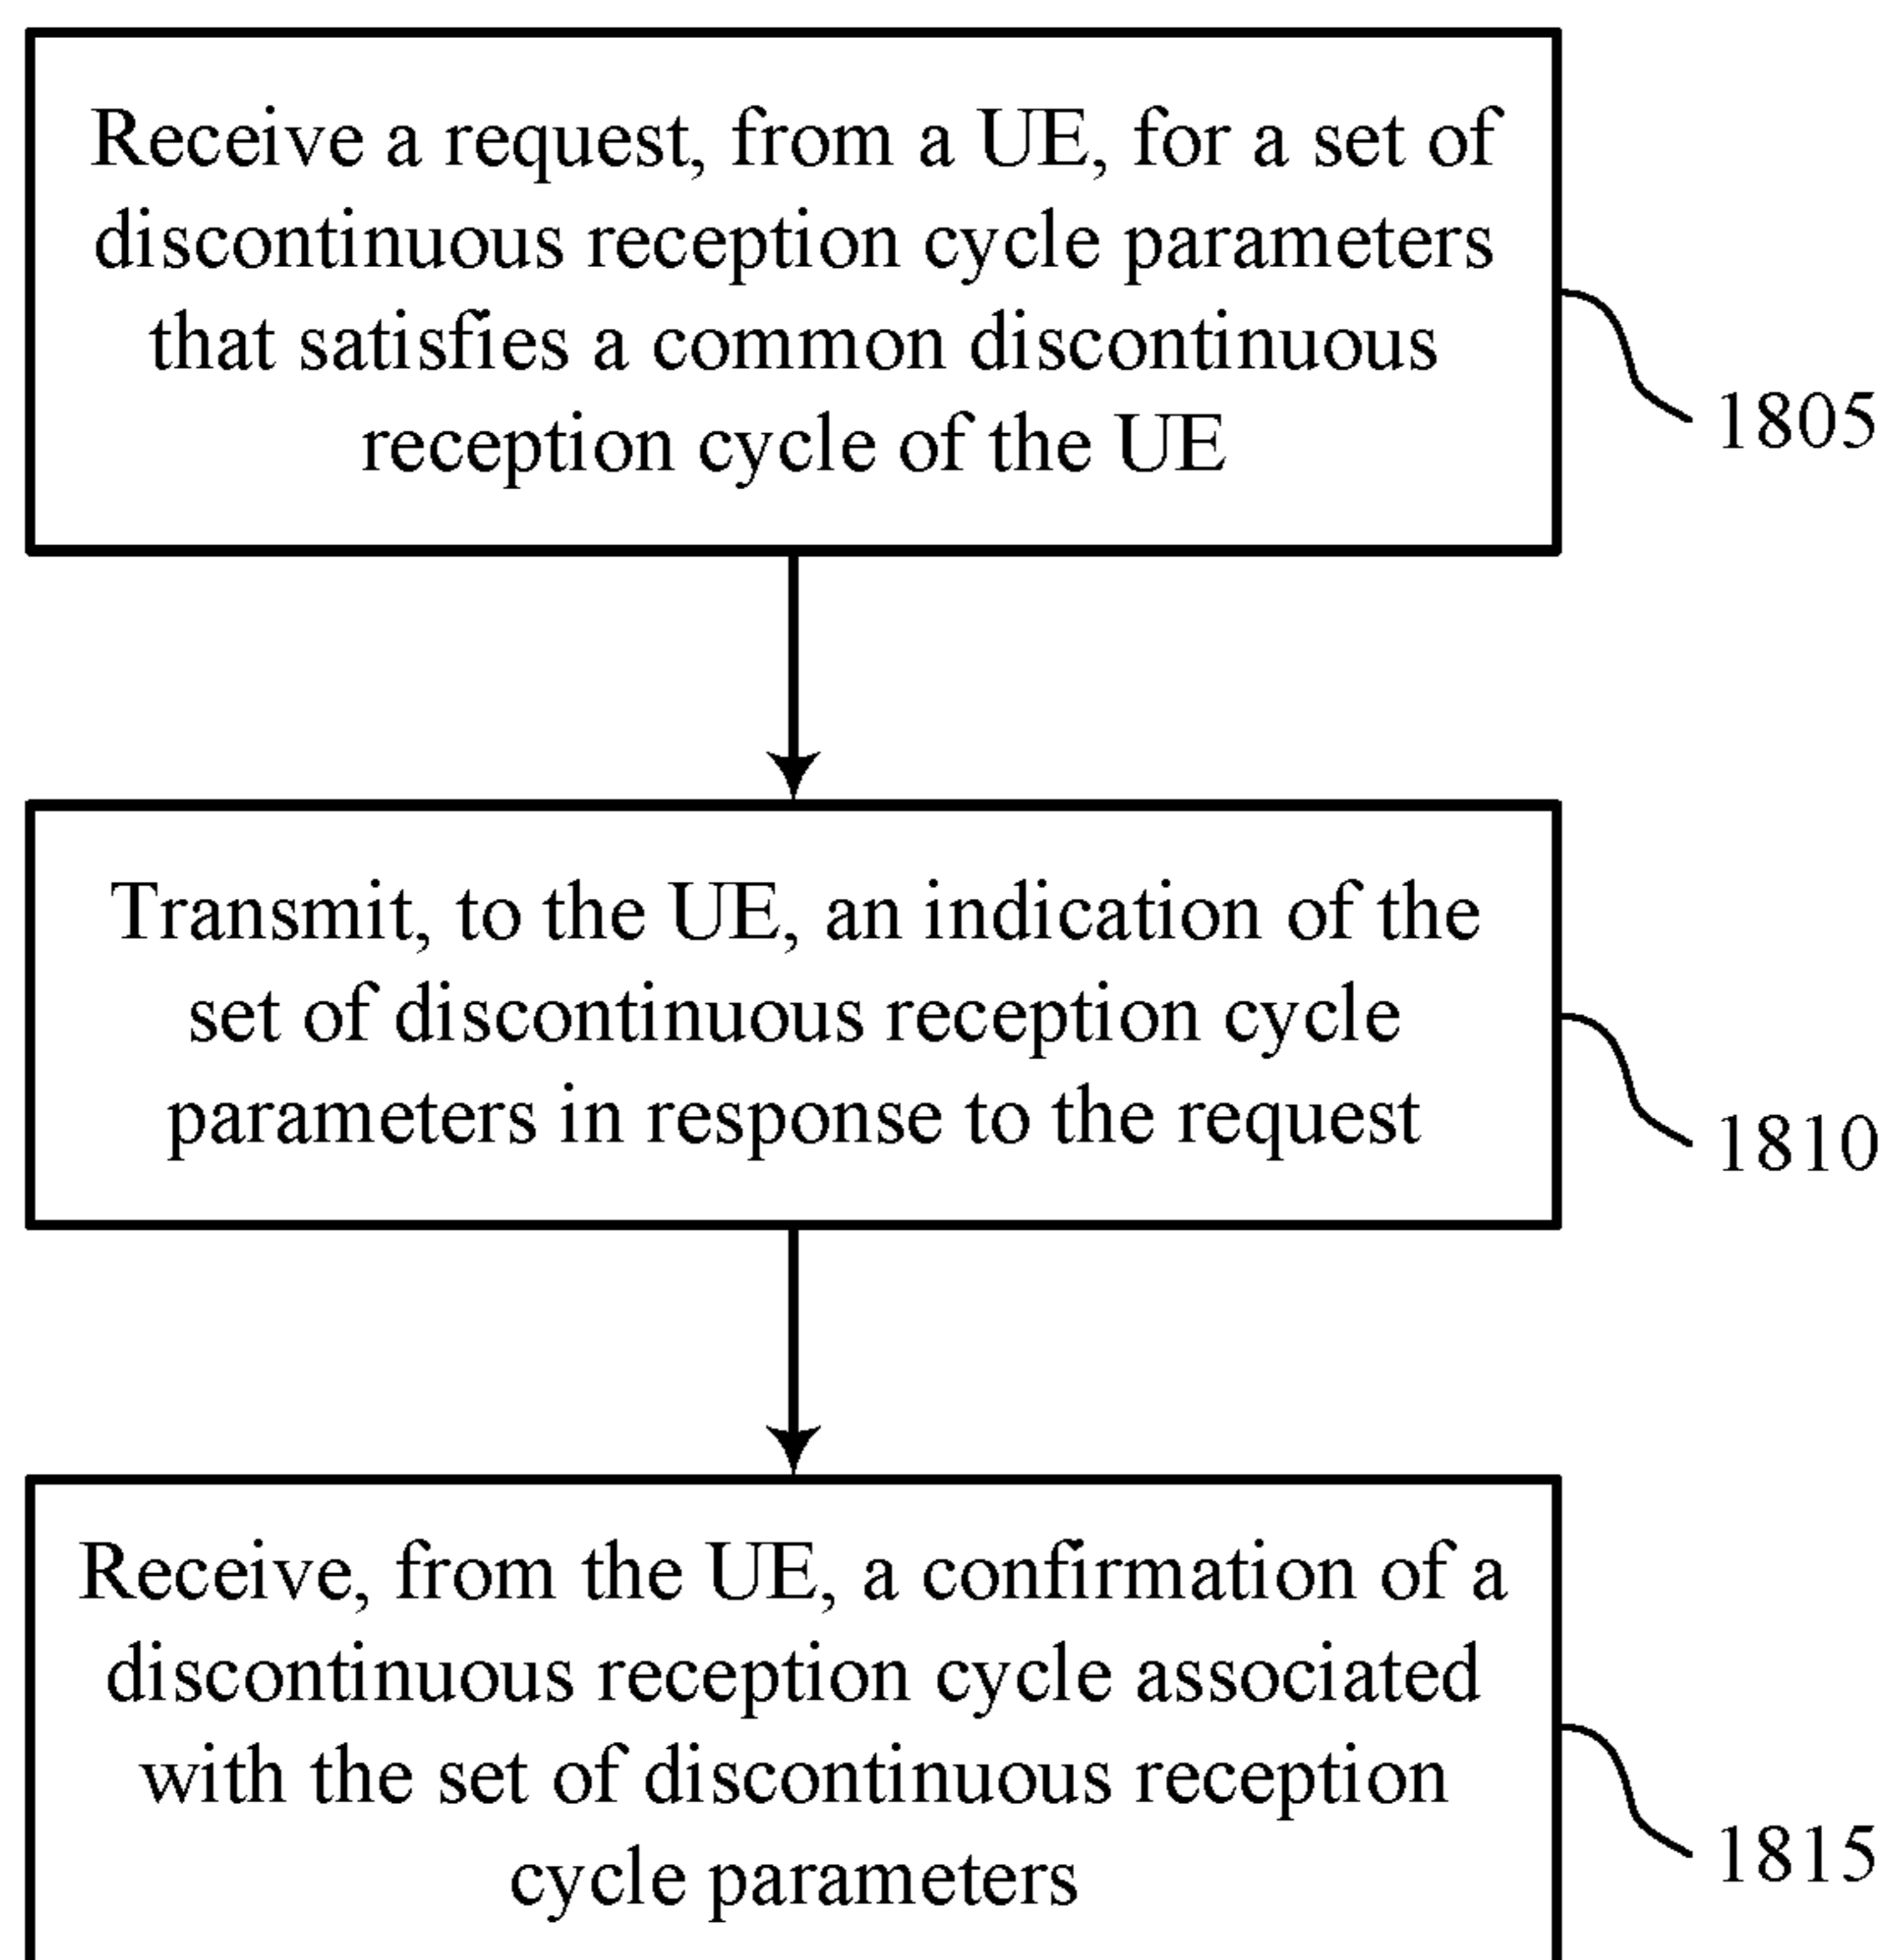 Receive a request, from a UE, for a set of
discontinuous reception cycle parameters
that satisfies a common discontinuous
reception cycle of the UE
1805
Transmit, to the UE, an indication of the
set of discontinuous reception cycle
parameters in response to the request
1810
Receive, from the UE, a confirmation of a
discontinuous reception cycle associated
with the set of discontinuous reception
cycle parameters
1815